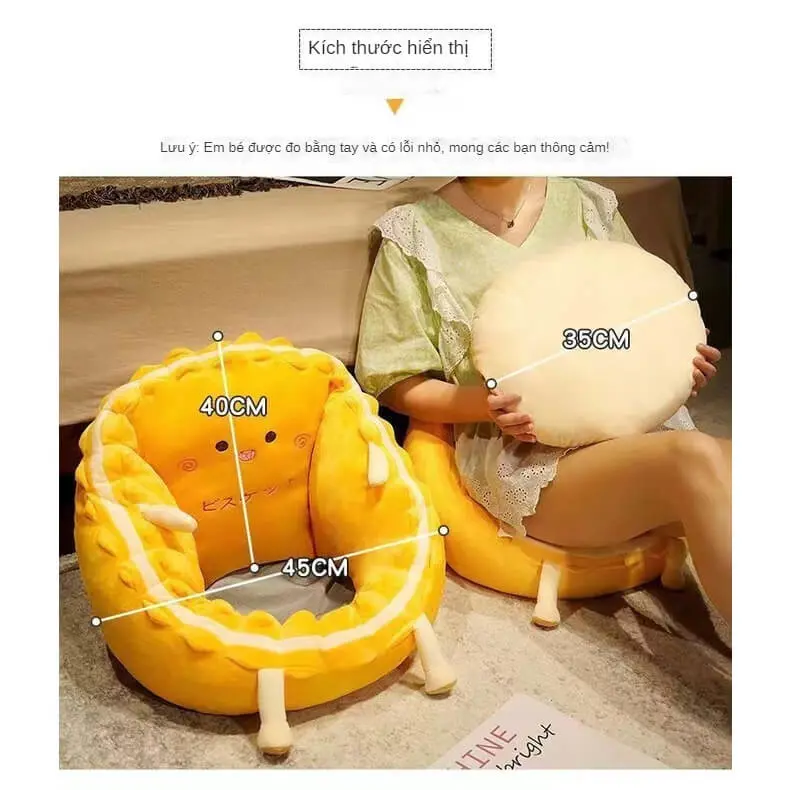 Kích thước hiển thị
Lưu ý: Em bé được đo bằng tay và có lỗi nhỏ, mong các bạn thông cảm!
35CM
40CM
ビスケット
45CM
HINE
bright